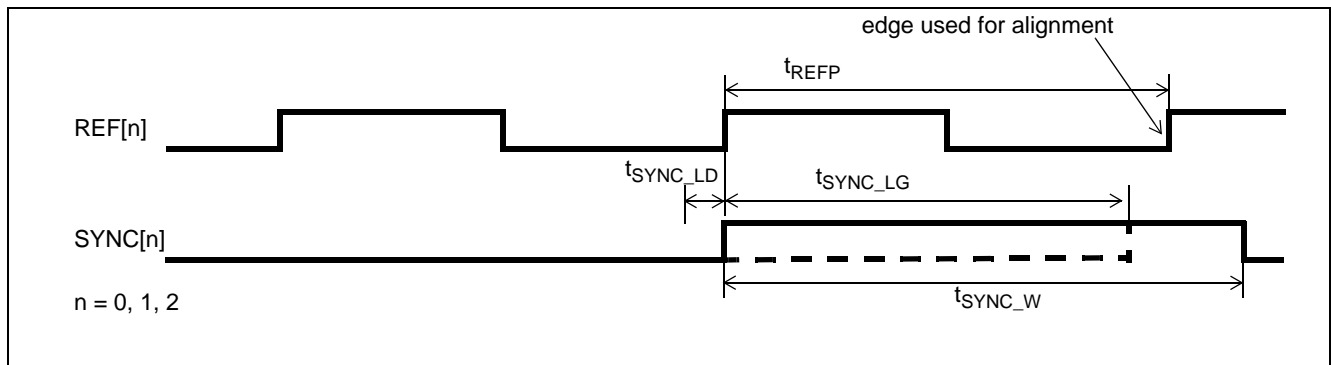 edge used for alignment
tREFP
REF[n]
tSYNC_LD
tSYNC_LG
SYNC[n]
tSYNC_W
n = 0, 1, 2